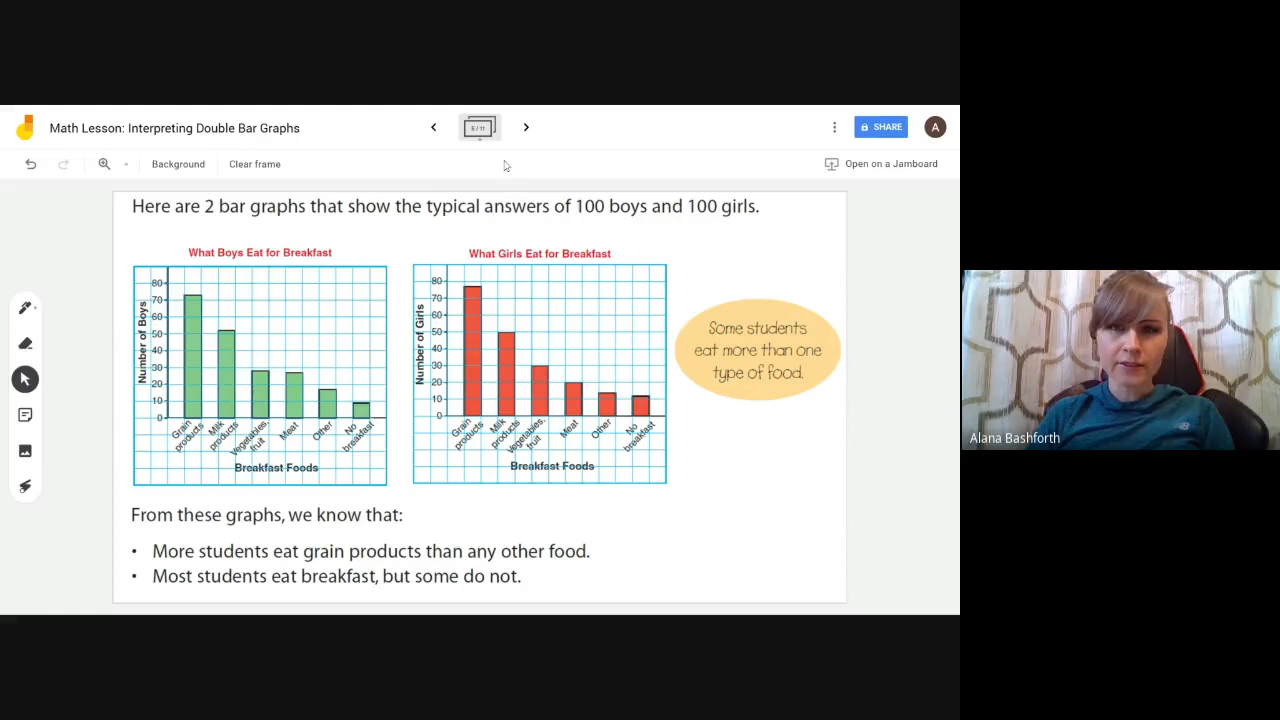 Math Lesson: Interpreting Double Bar Graphs
5 / 11
SHARE
A
Background
Clear frame
Open on a Jamboard
Here are 2 bar graphs that show the typical answers of 100 boys and 100 girls.
What Boys Eat for Breakfast
Number of Boys
80
70
60
50
40
30
20
10
0
Grain
products
Milk
products
Vegetables,
fruit
Meat
Other
No
breakfast
Breakfast Foods
What Girls Eat for Breakfast
Number of Girls
80
70
60
50
40
30
20
10
0
Grain
products
Milk
products
Vegetables,
fruit
Meat
Other
No
breakfast
Breakfast Foods
Some students
eat more than one
type of food.
From these graphs, we know that:
• More students eat grain products than any other food.
• Most students eat breakfast, but some do not.
Alana Bashforth